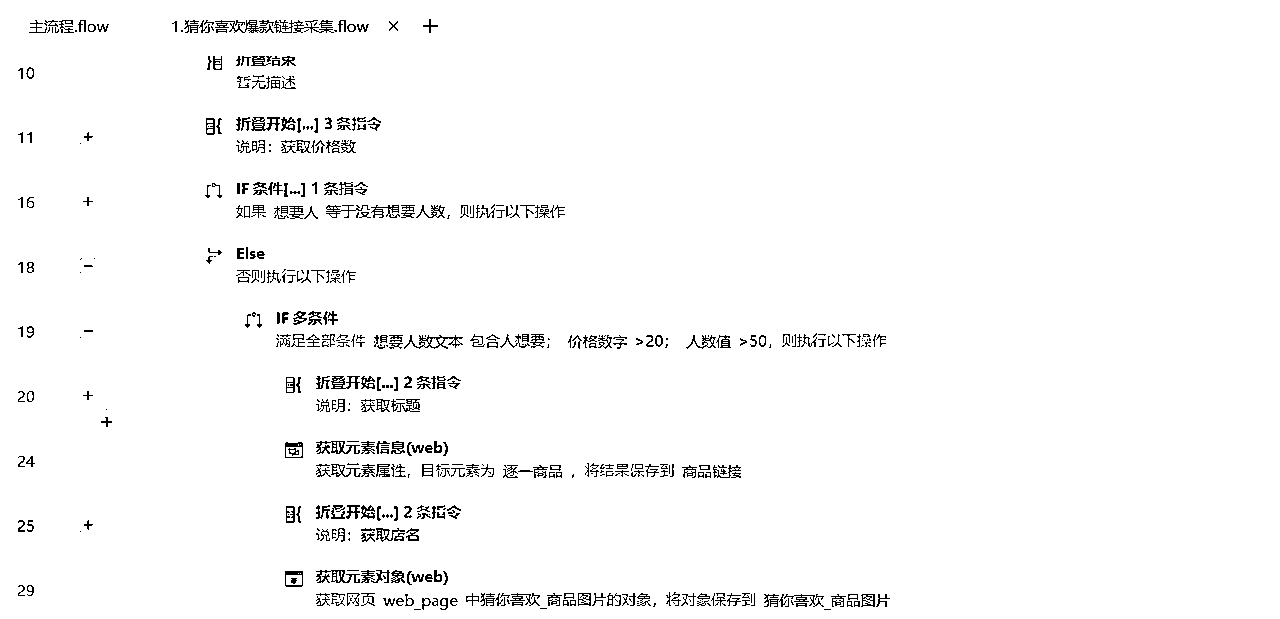 主流程.flow 1.猜你喜欢爆款链接采集.flow × +
10 折叠结束
暂无描述
11 + 折叠开始[...] 3 条指令
说明：获取价格数
16 + IF 条件[...] 1 条指令
如果 想要人 等于没有想要人数，则执行以下操作
18 − Else
否则执行以下操作
19 − IF 多条件
满足全部条件 想要人数文本 包含人想要； 价格数字 >20； 人数值 >50，则执行以下操作
20 + 折叠开始[...] 2 条指令
说明：获取标题
+
24 获取元素信息(web)
获取元素属性，目标元素为 逐一商品 ，将结果保存到 商品链接
25 + 折叠开始[...] 2 条指令
说明：获取店名
29 获取元素对象(web)
获取网页 web_page 中猜你喜欢_商品图片的对象，将对象保存到 猜你喜欢_商品图片